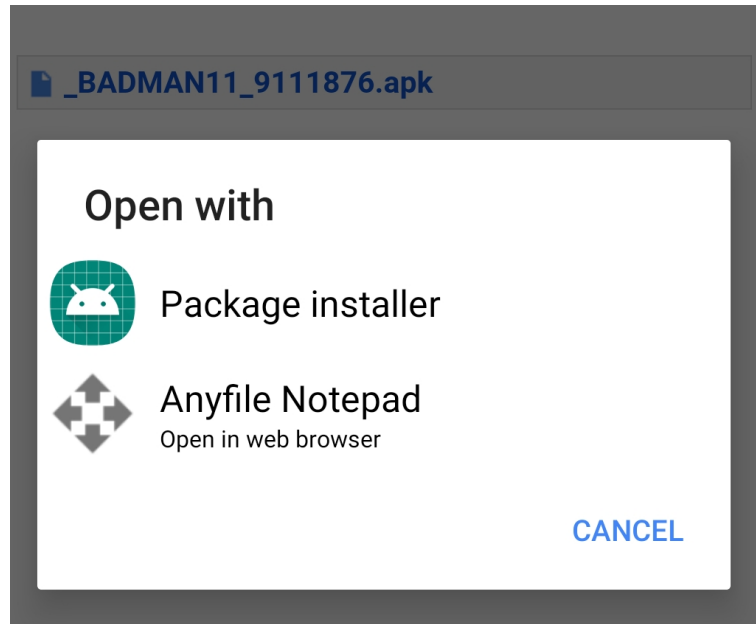 _BADMAN11_9111876.apk
Open with
Package installer
Anyfile Notepad
Open in web browser
CANCEL